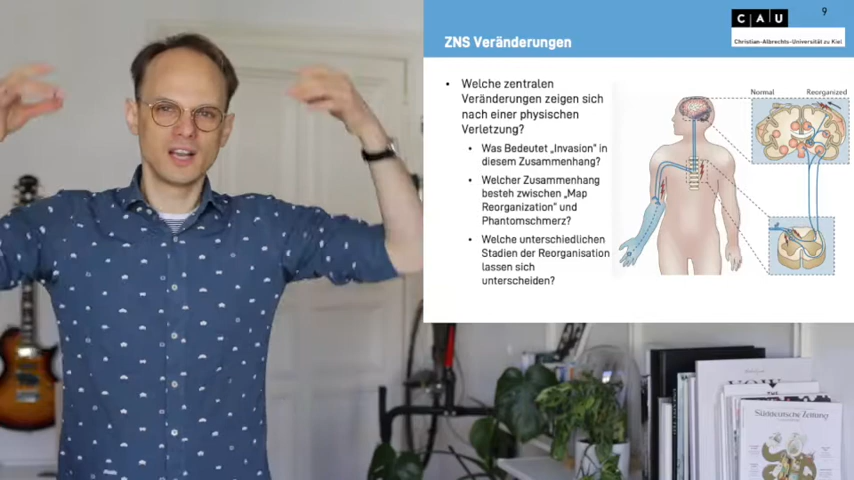 C A U
9
Christian-Albrechts-Universität zu Kiel
ZNS Veränderungen
Welche zentralen
Veränderungen zeigen sich
nach einer physischen
Verletzung?
Was Bedeutet „Invasion" in
diesem Zusammenhang?
Welcher Zusammenhang
besteh zwischen „Map
Reorganization" und
Phantomschmerz?
Welche unterschiedlichen
Stadien der Reorganisation
lassen sich
unterscheiden?
Normal
Reorganized
Süddeutsche Zeitung